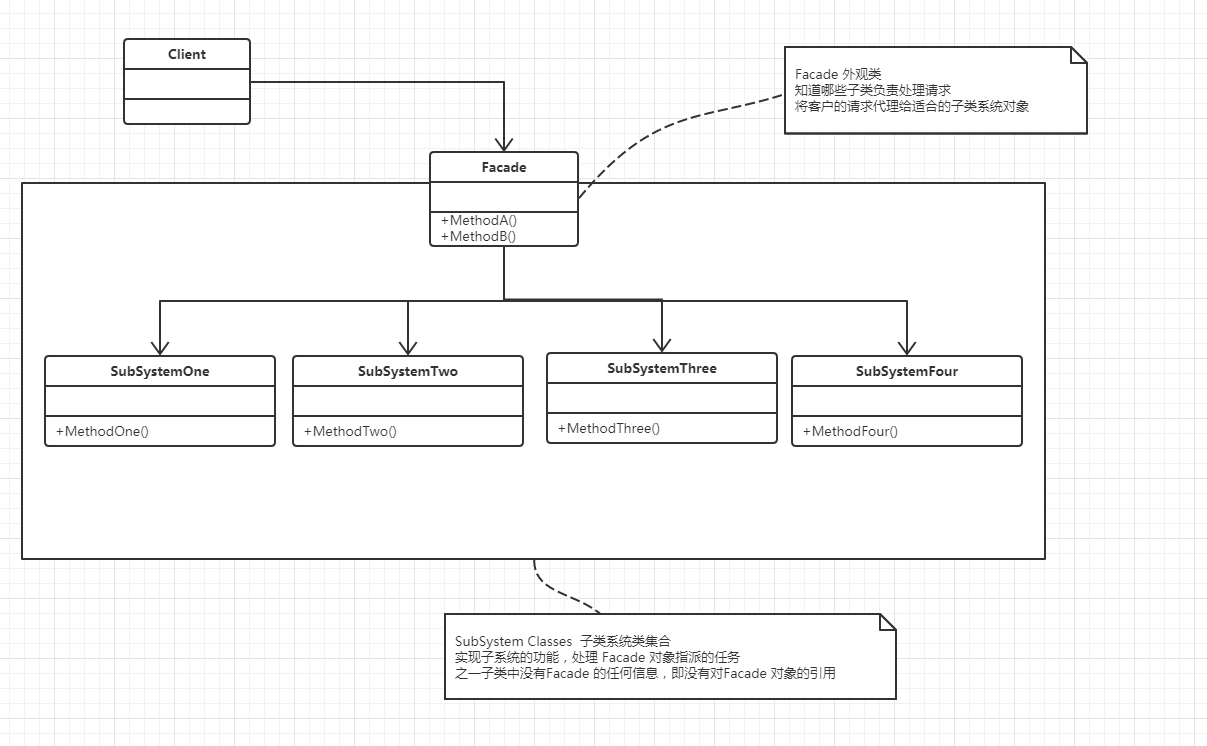 Client
Facade 外观类
知道哪些子类负责处理请求
将客户的请求代理给适合的子类系统对象
Facade
+MethodA()
+MethodB()
SubSystemOne
+MethodOne()
SubSystemTwo
+MethodTwo()
SubSystemThree
+MethodThree()
SubSystemFour
+MethodFour()
SubSystem Classes 子类系统类集合
实现子系统的功能，处理 Facade 对象指派的任务
之一子类中没有Facade 的任何信息，即没有对Facade 对象的引用